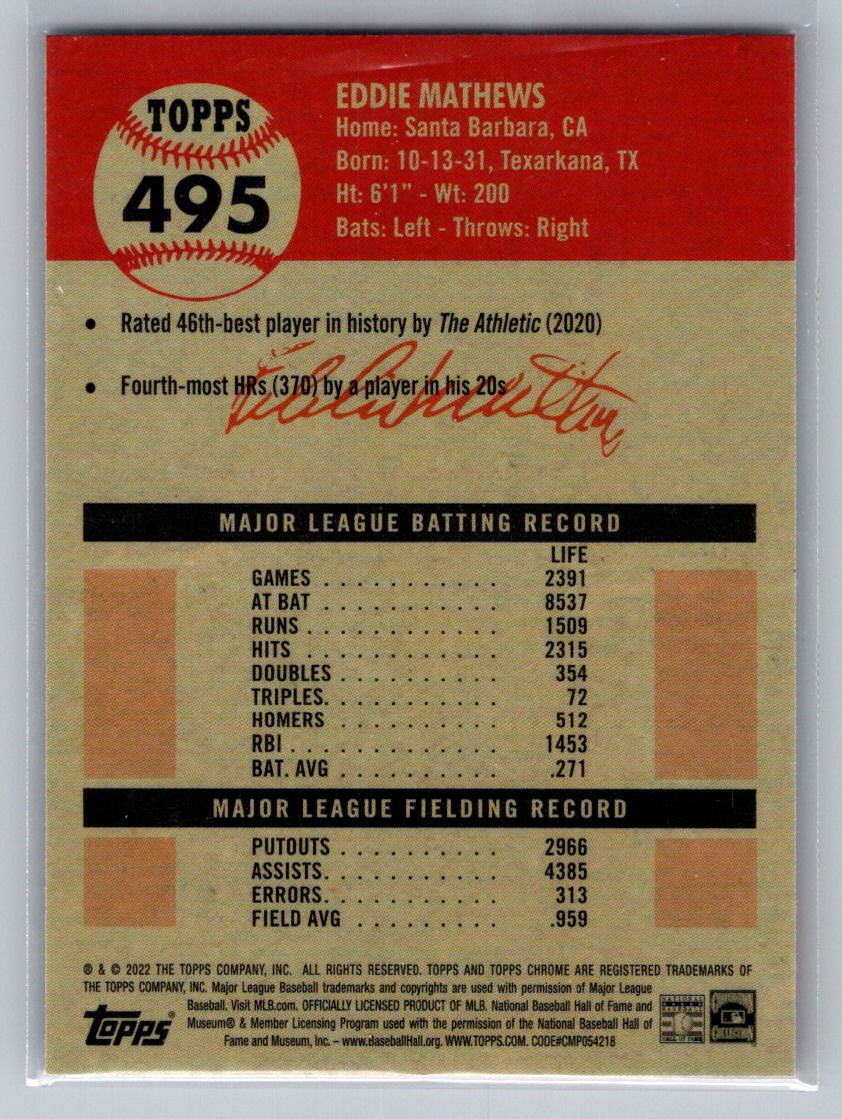 TOPPS
495
EDDIE MATHEWS
Home: Santa Barbara, CA
Born: 10-13-31, Texarkana, TX
Ht: 6'1" - Wt: 200
Bats: Left - Throws: Right
• Rated 46th-best player in history by The Athletic (2020)
• Fourth-most HRs (370) by a player in his 20s
MAJOR LEAGUE BATTING RECORD
LIFE
GAMES . . . . . . . . . . . 2391
AT BAT . . . . . . . . . . . 8537
RUNS . . . . . . . . . . . . 1509
HITS . . . . . . . . . . . . 2315
DOUBLES . . . . . . . . . . 354
TRIPLES. . . . . . . . . . . 72
HOMERS . . . . . . . . . . 512
RBI . . . . . . . . . . . . . 1453
BAT. AVG . . . . . . . . . . .271
MAJOR LEAGUE FIELDING RECORD
PUTOUTS . . . . . . . . . . 2966
ASSISTS. . . . . . . . . . . 4385
ERRORS. . . . . . . . . . . 313
FIELD AVG . . . . . . . . . .959
® & © 2022 THE TOPPS COMPANY, INC. ALL RIGHTS RESERVED. TOPPS AND TOPPS CHROME ARE REGISTERED TRADEMARKS OF
THE TOPPS COMPANY, INC. Major League Baseball trademarks and copyrights are used with permission of Major League
Baseball. Visit MLB.com. OFFICIALLY LICENSED PRODUCT OF MLB. National Baseball Hall of Fame and
Museum® & Member Licensing Program used with the permission of the National Baseball Hall of
Fame and Museum, Inc. – www.BaseballHall.org. WWW.TOPPS.COM. CODE#CMP054218
topps
NATIONAL
BASEBALL
HALL OF FAME
COOPERSTOWN
COLLECTION